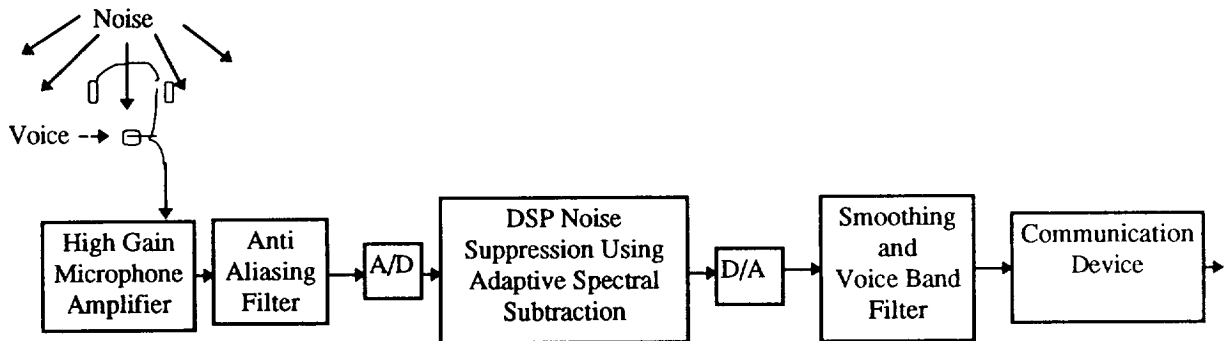 Noise
Voice
High Gain
Microphone
Amplifier
Anti
Aliasing
Filter
A/D
DSP Noise
Suppression Using
Adaptive Spectral
Subtraction
D/A
Smoothing
and
Voice Band
Filter
Communication
Device